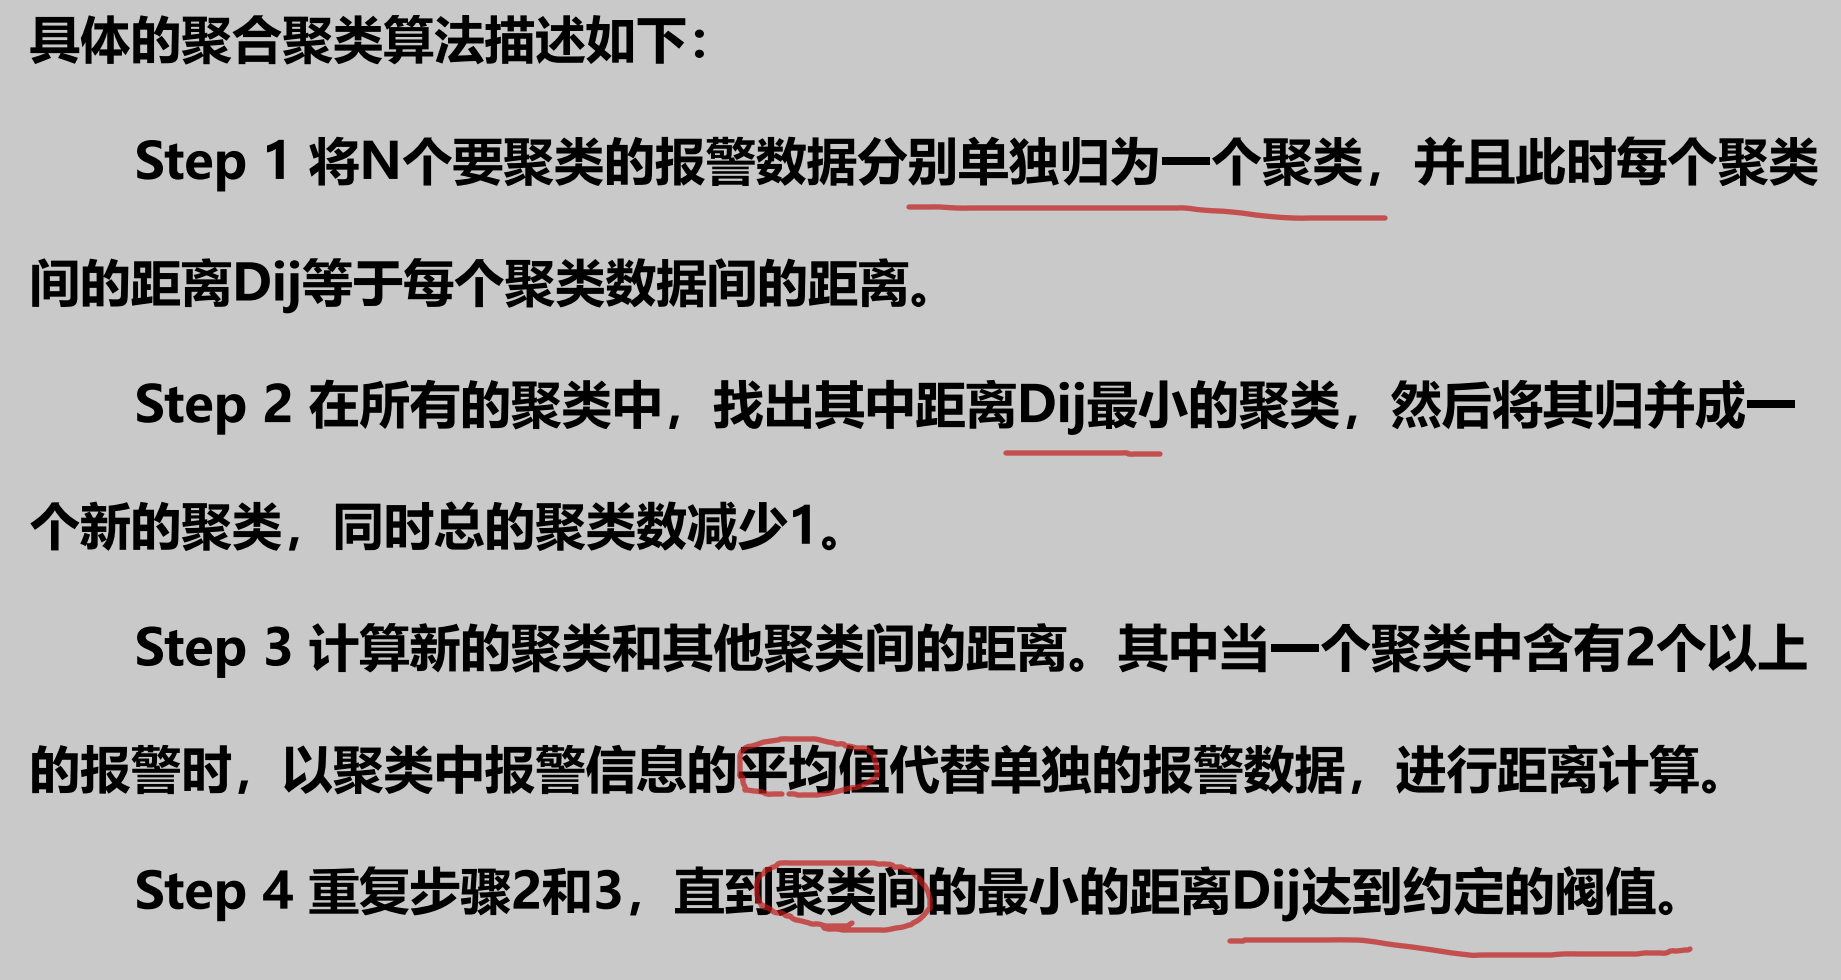 具体的聚合聚类算法描述如下：
Step 1 将N个要聚类的报警数据分别单独归为一个聚类，并且此时每个聚类
间的距离Dij等于每个聚类数据间的距离。
Step 2 在所有的聚类中，找出其中距离Dij最小的聚类，然后将其归并成一
个新的聚类，同时总的聚类数减少1。
Step 3 计算新的聚类和其他聚类间的距离。其中当一个聚类中含有2个以上
的报警时，以聚类中报警信息的平均值代替单独的报警数据，进行距离计算。
Step 4 重复步骤2和3，直到聚类间的最小的距离Dij达到约定的阀值。